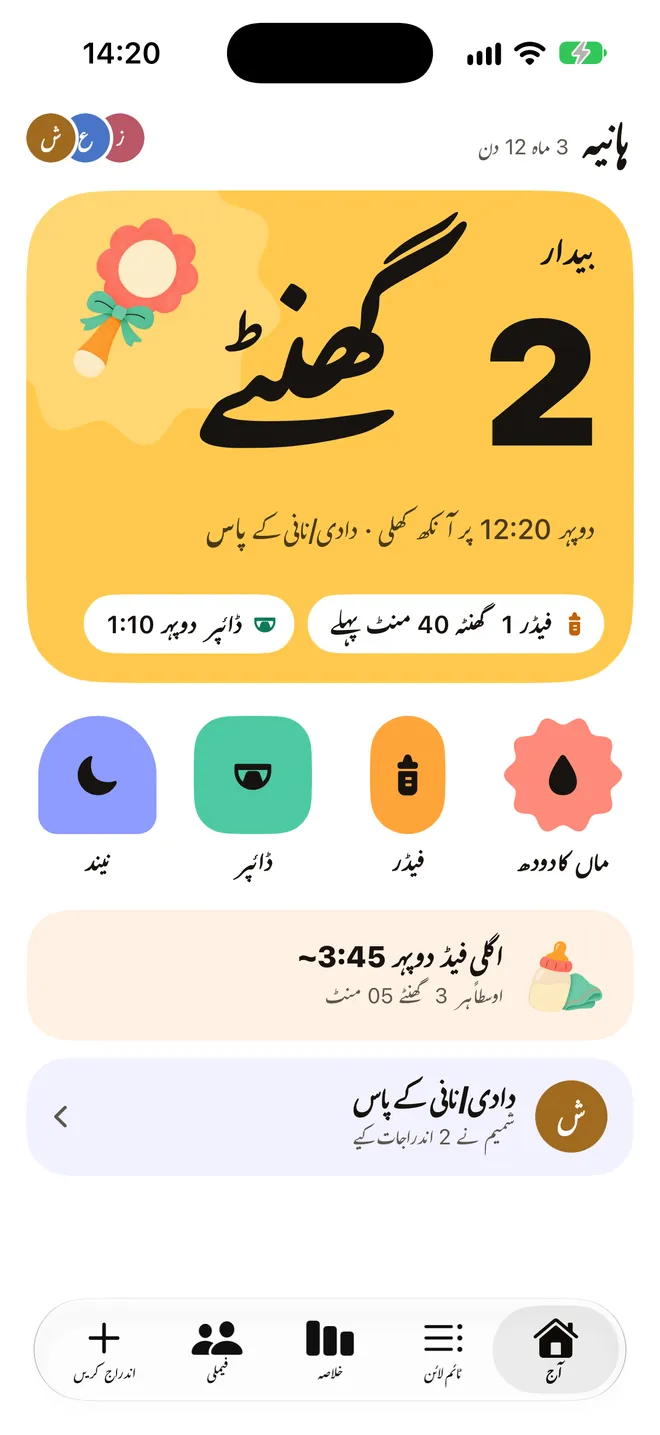 14:20
ہانیہ 3 ماہ 12 دن
ز ع ش
بیدار
2 گھنٹے
دوپہر 12:20 پر آنکھ کھلی · دادی/نانی کے پاس
فیڈر 1 گھنٹہ 40 منٹ پہلے
ڈائپر دوپہر 1:10
ماں کا دودھ
فیڈر
ڈائپر
نیند
اگلی فیڈ دوپہر 3:45~
اوسطاً ہر 3 گھنٹے 05 منٹ
ش
دادی/نانی کے پاس
شمیم نے 2 اندراجات کیے
آج
ٹائم لائن
خلاصہ
فیملی
اندراج کریں